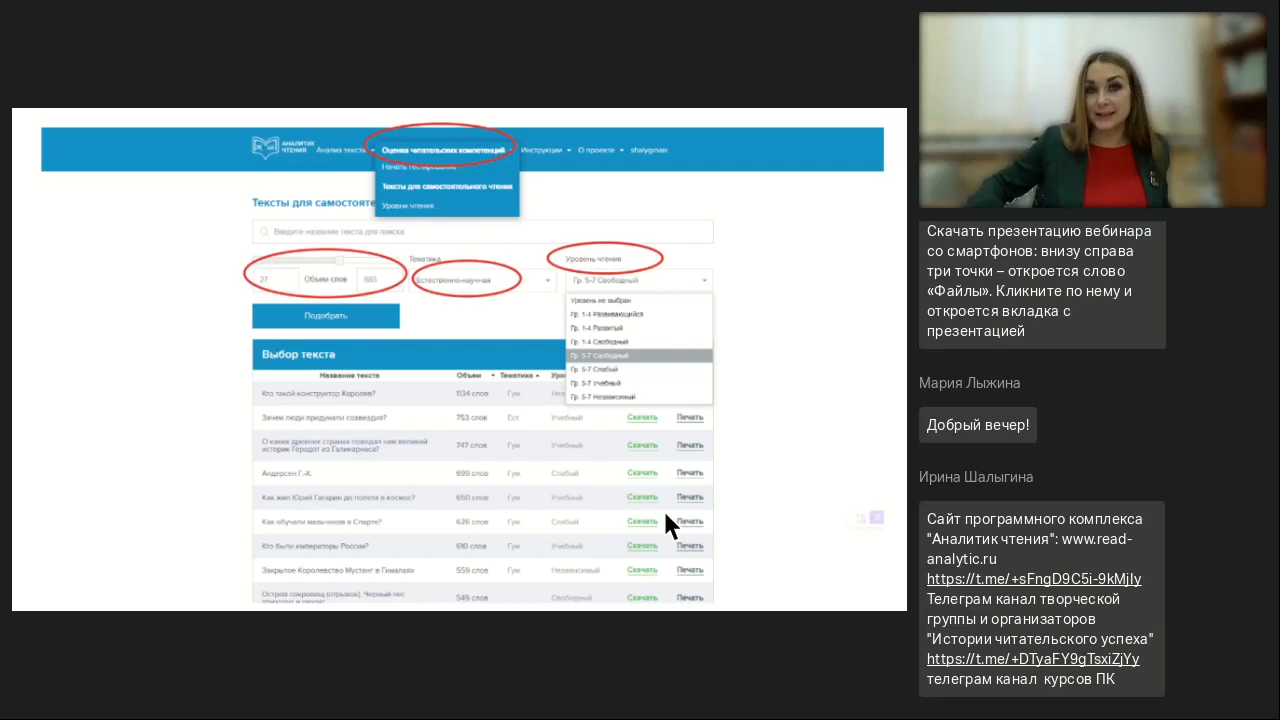 АНАЛИТИК
ЧТЕНИЯ
Анализ текста
Оценка читательских компетенций
Инструкции
О проекте
shalyginaiv
Начать тестирование
Тексты для самостоятельного чтения
Уровни чтения
Тексты для самостояте
Введите название текста для поиска
Тематика
Уровень чтения
27
Объем слов
685
Естественно-научная
Гр. 5-7 Свободный
Уровень не выбран
Гр. 1-4 Развивающийся
Гр. 1-4 Развитый
Гр. 1-4 Свободный
Гр. 5-7 Свободный
Гр. 5-7 Слабый
Гр. 5-7 Учебный
Гр. 5-7 Независимый
Подобрать
Выбор текста
Название текста Объем Тематика Уро
Кто такой конструктор Королев? 1134 слов Гум. Нез
Зачем люди придумали созвездия? 753 слов Ест. Учебный Скачать Печать
О каких древних странах поведал нам великий
историк Геродот из Галикарнаса? 747 слов Гум. Учебный Скачать Печать
Андерсен Г.-Х. 699 слов Гум. Слабый Скачать Печать
Как жил Юрий Гагарин до полета в космос? 650 слов Гум. Учебный Скачать Печать
Как обучали мальчиков в Спарте? 626 слов Гум. Слабый Скачать Печать
Кто были императоры России? 610 слов Гум. Учебный Скачать Печать
Закрытое Королевство Мустанг в Гималаях 559 слов Гум. Независимый Скачать Печать
Остров сокровищ (отрывок). Черный пес
549 слов Свободный Скачать Печать
Скачать презентацию вебинара
со смартфонов: внизу справа
три точки – откроется слово
«Файлы». Кликните по нему и
откроется вкладка с
презентацией
Мария Лыжина
Добрый вечер!
Ирина Шалыгина
Сайт программного комплекса
"Аналитик чтения": www.read-
analytic.ru
https://t.me/+sFngD9C5i-9kMjIy
Телеграм канал творческой
группы и организаторов
"Истории читательского успеха"
https://t.me/+DTyaFY9gTsxiZjYy
телеграм канал курсов ПК